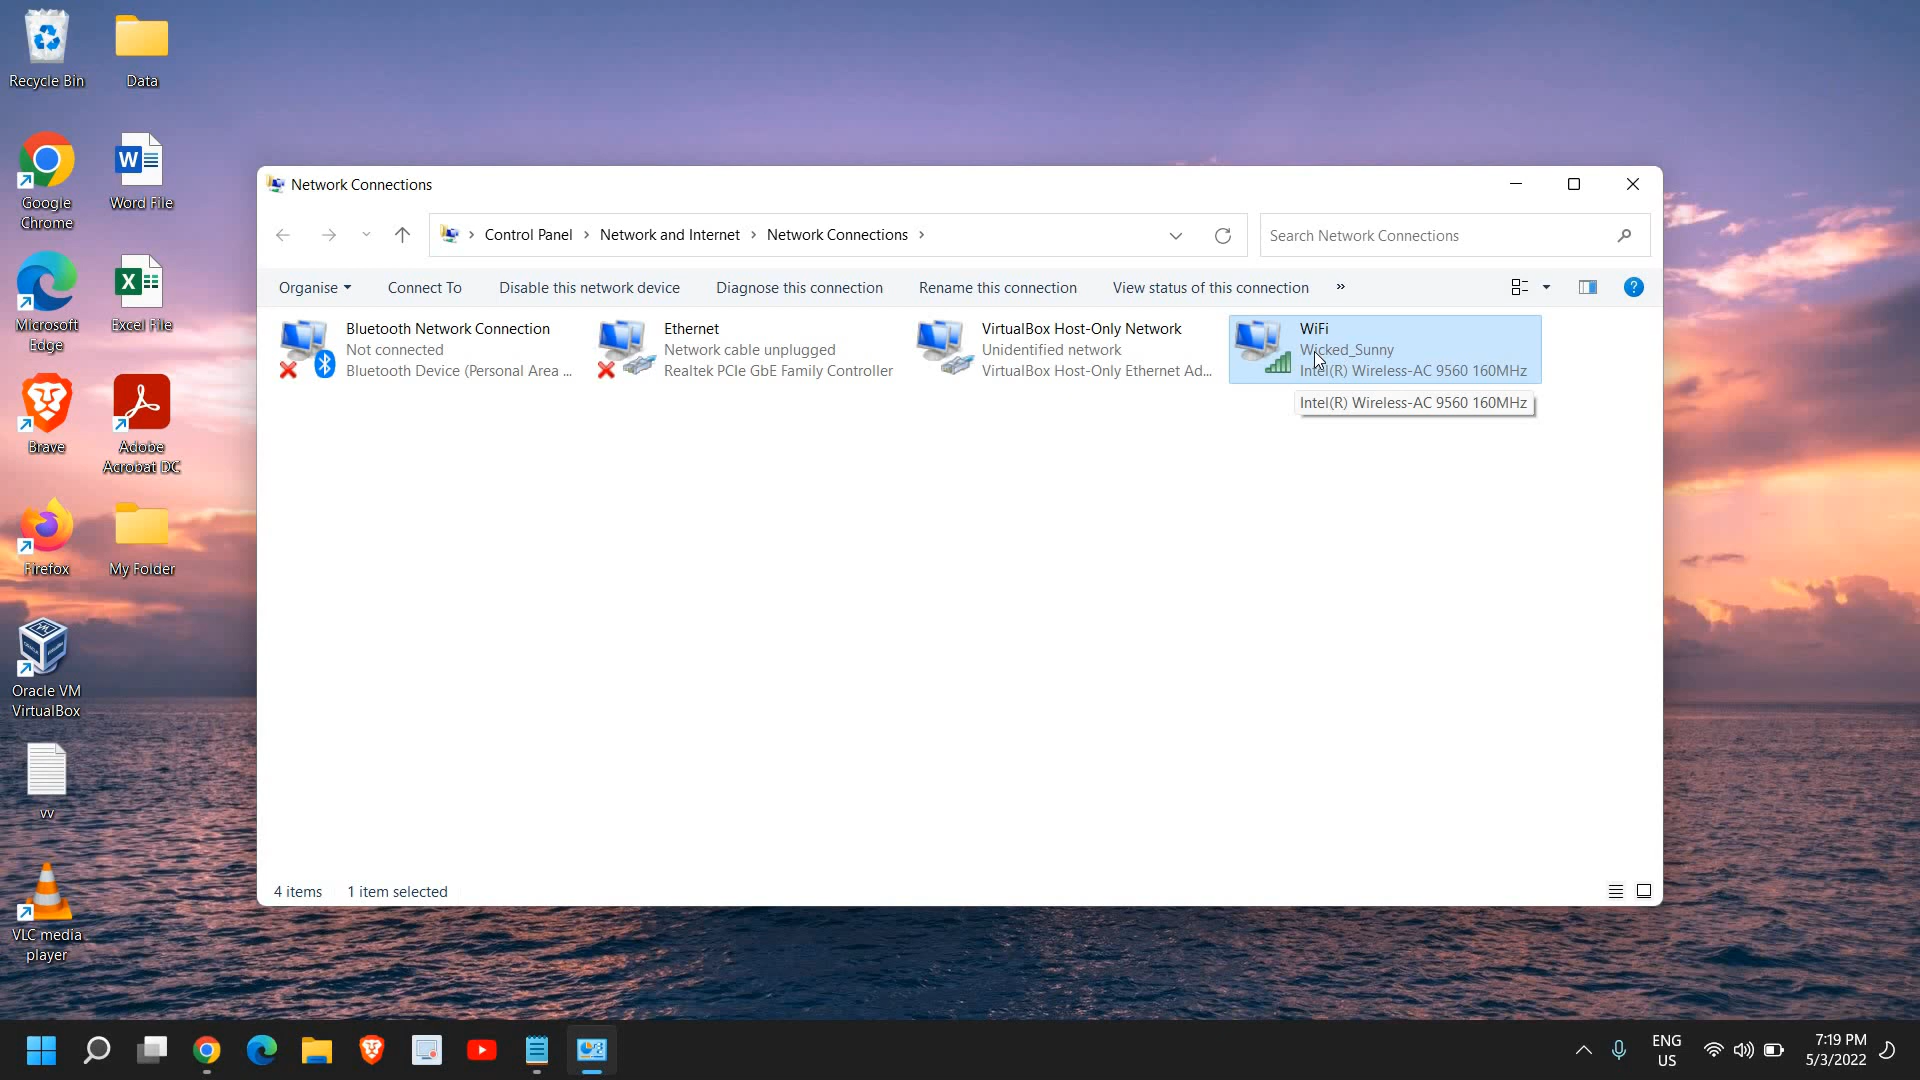 Recycle Bin
Data
Google
Chrome
Word File
Microsoft
Edge
Excel File
Brave
Adobe
Acrobat DC
Firefox
My Folder
Oracle VM
VirtualBox
vv
VLC media
player
Network Connections
Control Panel > Network and Internet > Network Connections >
Search Network Connections
Organise
Connect To
Disable this network device
Diagnose this connection
Rename this connection
View status of this connection
»
Bluetooth Network Connection
Not connected
Bluetooth Device (Personal Area ...
Ethernet
Network cable unplugged
Realtek PCIe GbE Family Controller
VirtualBox Host-Only Network
Unidentified network
VirtualBox Host-Only Ethernet Ad...
WiFi
Wicked_Sunny
Intel(R) Wireless-AC 9560 160MHz
Intel(R) Wireless-AC 9560 160MHz
4 items
1 item selected
ENG
US
7:19 PM
5/3/2022